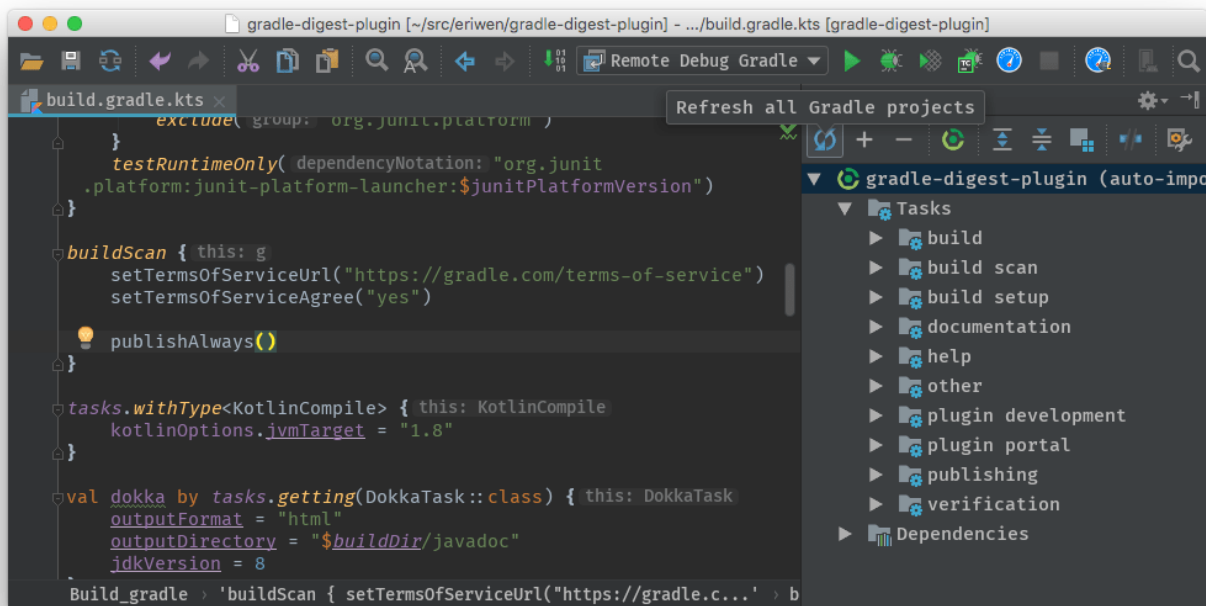 gradle-digest-plugin [~/src/eriwen/gradle-digest-plugin] - .../build.gradle.kts [gradle-digest-plugin]
Remote Debug Gradle
build.gradle.kts
Refresh all Gradle projects
exclude( group: "org.junit.platform")
}
testRuntimeOnly( dependencyNotation: "org.junit
.platform:junit-platform-launcher:$junitPlatformVersion")
}
buildScan { this: g
setTermsOfServiceUrl("https://gradle.com/terms-of-service")
setTermsOfServiceAgree("yes")
publishAlways()
}
tasks.withType<KotlinCompile> { this: KotlinCompile
kotlinOptions.jvmTarget = "1.8"
}
val dokka by tasks.getting(DokkaTask::class) { this: DokkaTask
outputFormat = "html"
outputDirectory = "$buildDir/javadoc"
jdkVersion = 8
Build_gradle › 'buildScan { setTermsOfServiceUrl("https://gradle.c...' › b
gradle-digest-plugin (auto-impo
Tasks
build
build scan
build setup
documentation
help
other
plugin development
plugin portal
publishing
verification
Dependencies